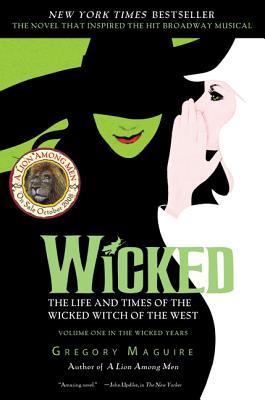 NEW YORK TIMES BESTSELLER
THE NOVEL THAT INSPIRED THE HIT BROADWAY MUSICAL
A LION AMONG MEN
On Sale October 2008
WICKED
THE LIFE AND TIMES OF THE
WICKED WITCH OF THE WEST
VOLUME ONE IN THE WICKED YEARS
GREGORY MAGUIRE
Author of A Lion Among Men
"Amazing novel." —John Updike, in The New Yorker